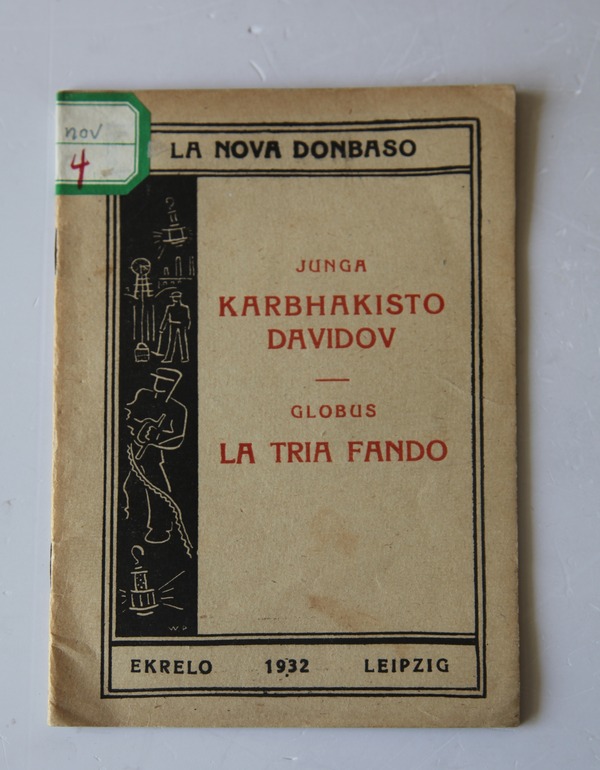 nov
4
LA NOVA DONBASO
JUNGA
KARBHAKISTO
DAVIDOV
GLOBUS
LA TRIA FANDO
EKRELO 1932 LEIPZIG